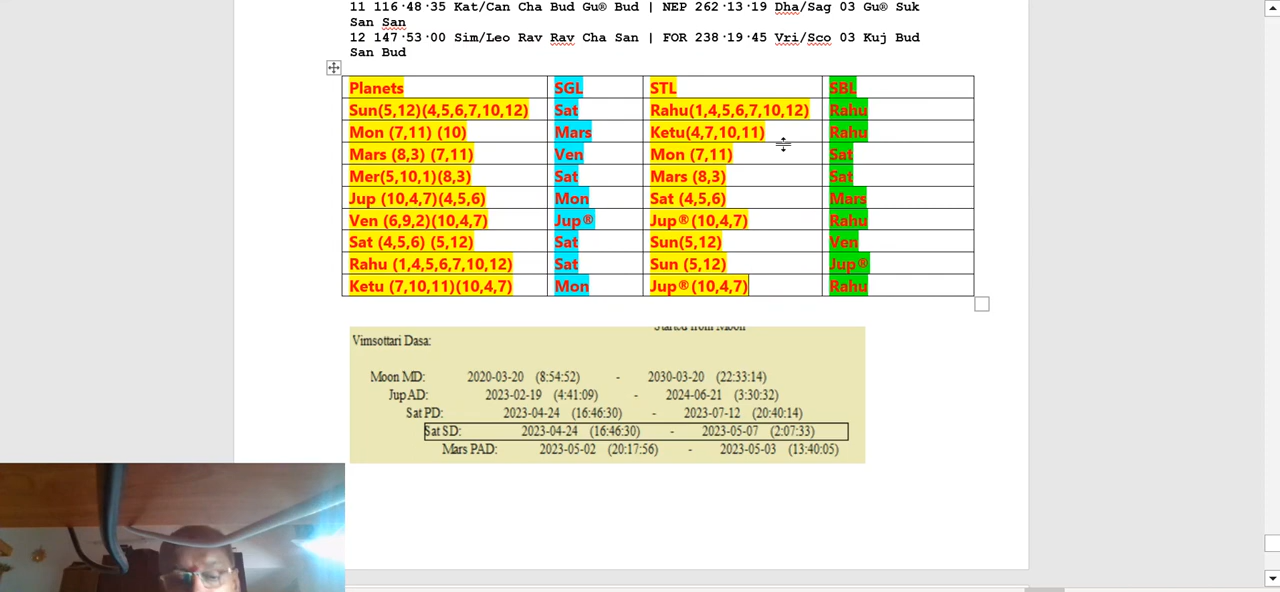 11 116·48·35 Kat/Can Cha Bud Gu® Bud | NEP 262·13·19 Dha/Sag 03 Gu® Suk
San San
12 147·53·00 Sim/Leo Rav Rav Cha San | FOR 238·19·45 Vri/Sco 03 Kuj Bud
San Bud
Planets SGL STL SBL
Sun(5,12)(4,5,6,7,10,12) Sat Rahu(1,4,5,6,7,10,12) Rahu
Mon (7,11) (10) Mars Ketu(4,7,10,11) Rahu
Mars (8,3) (7,11) Ven Mon (7,11) Sat
Mer(5,10,1)(8,3) Sat Mars (8,3) Sat
Jup (10,4,7)(4,5,6) Mon Sat (4,5,6) Mars
Ven (6,9,2)(10,4,7) Jup® Jup®(10,4,7) Rahu
Sat (4,5,6) (5,12) Sat Sun(5,12) Ven
Rahu (1,4,5,6,7,10,12) Sat Sun (5,12) Jup®
Ketu (7,10,11)(10,4,7) Mon Jup®(10,4,7) Rahu
Started from Moon
Vimsottari Dasa:
Moon MD: 2020-03-20 (8:54:52) - 2030-03-20 (22:33:14)
Jup AD: 2023-02-19 (4:41:09) - 2024-06-21 (3:30:32)
Sat PD: 2023-04-24 (16:46:30) - 2023-07-12 (20:40:14)
Sat SD: 2023-04-24 (16:46:30) - 2023-05-07 (2:07:33)
Mars PAD: 2023-05-02 (20:17:56) - 2023-05-03 (13:40:05)